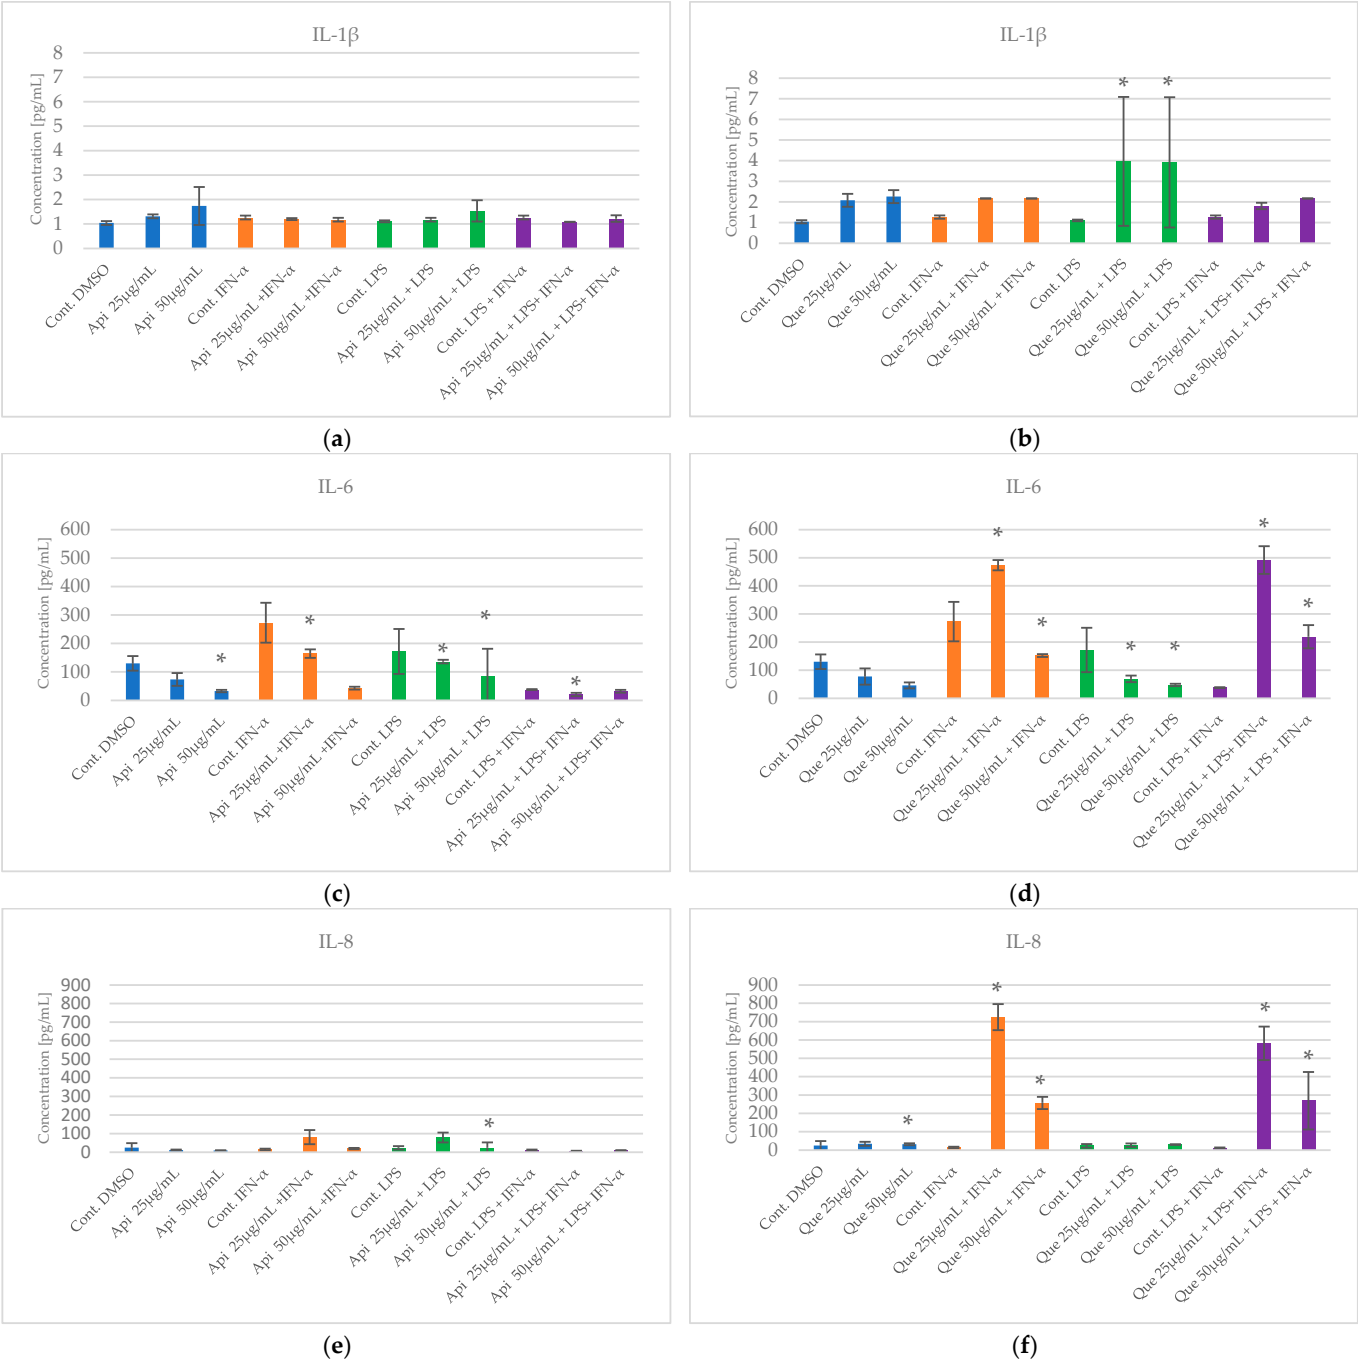 IL-1β
Concentration [pg/mL]
8
7
6
5
4
3
2
1
0
Cont. DMSO
Api 25µg/mL
Api 50µg/mL
Cont. IFN-α
Api 25µg/mL +IFN-α
Api 50µg/mL +IFN-α
Cont. LPS
Api 25µg/mL + LPS
Api 50µg/mL + LPS
Cont. LPS + IFN-α
Api 25µg/mL + LPS+ IFN-α
Api 50µg/mL + LPS+ IFN-α
(a)
IL-1β
Concentration [pg/mL]
8
7
6
5
4
3
2
1
0
* *
Cont. DMSO
Que 25µg/mL
Que 50µg/mL
Cont. IFN-α
Que 25µg/mL + IFN-α
Que 50µg/mL + IFN-α
Cont. LPS
Que 25µg/mL + LPS
Que 50µg/mL + LPS
Cont. LPS + IFN-α
Que 25µg/mL + LPS+ IFN-α
Que 50µg/mL + LPS + IFN-α
(b)
IL-6
Concentration [pg/mL]
600
500
400
300
200
100
0
* * * * *
Cont. DMSO
Api 25µg/mL
Api 50µg/mL
Cont. IFN-α
Api 25µg/mL +IFN-α
Api 50µg/mL +IFN-α
Cont. LPS
Api 25µg/mL + LPS
Api 50µg/mL + LPS
Cont. LPS + IFN-α
Api 25µg/mL + LPS+ IFN-α
Api 50µg/mL + LPS+ IFN-α
(c)
IL-6
Concentration [pg/mL]
600
500
400
300
200
100
0
* * * * * *
Cont. DMSO
Que 25µg/mL
Que 50µg/mL
Cont. IFN-α
Que 25µg/mL + IFN-α
Que 50µg/mL + IFN-α
Cont. LPS
Que 25µg/mL + LPS
Que 50µg/mL + LPS
Cont. LPS + IFN-α
Que 25µg/mL + LPS+ IFN-α
Que 50µg/mL + LPS + IFN-α
(d)
IL-8
Concentration [pg/mL]
900
800
700
600
500
400
300
200
100
0
*
Cont. DMSO
Api 25µg/mL
Api 50µg/mL
Cont. IFN-α
Api 25µg/mL +IFN-α
Api 50µg/mL +IFN-α
Cont. LPS
Api 25µg/mL + LPS
Api 50µg/mL + LPS
Cont. LPS + IFN-α
Api 25µg/mL + LPS+ IFN-α
Api 50µg/mL + LPS+ IFN-α
(e)
IL-8
Concentration [pg/mL]
900
800
700
600
500
400
300
200
100
0
* * * * *
Cont. DMSO
Que 25µg/mL
Que 50µg/mL
Cont. IFN-α
Que 25µg/mL + IFN-α
Que 50µg/mL + IFN-α
Cont. LPS
Que 25µg/mL + LPS
Que 50µg/mL + LPS
Cont. LPS + IFN-α
Que 25µg/mL + LPS+ IFN-α
Que 50µg/mL + LPS + IFN-α
(f)